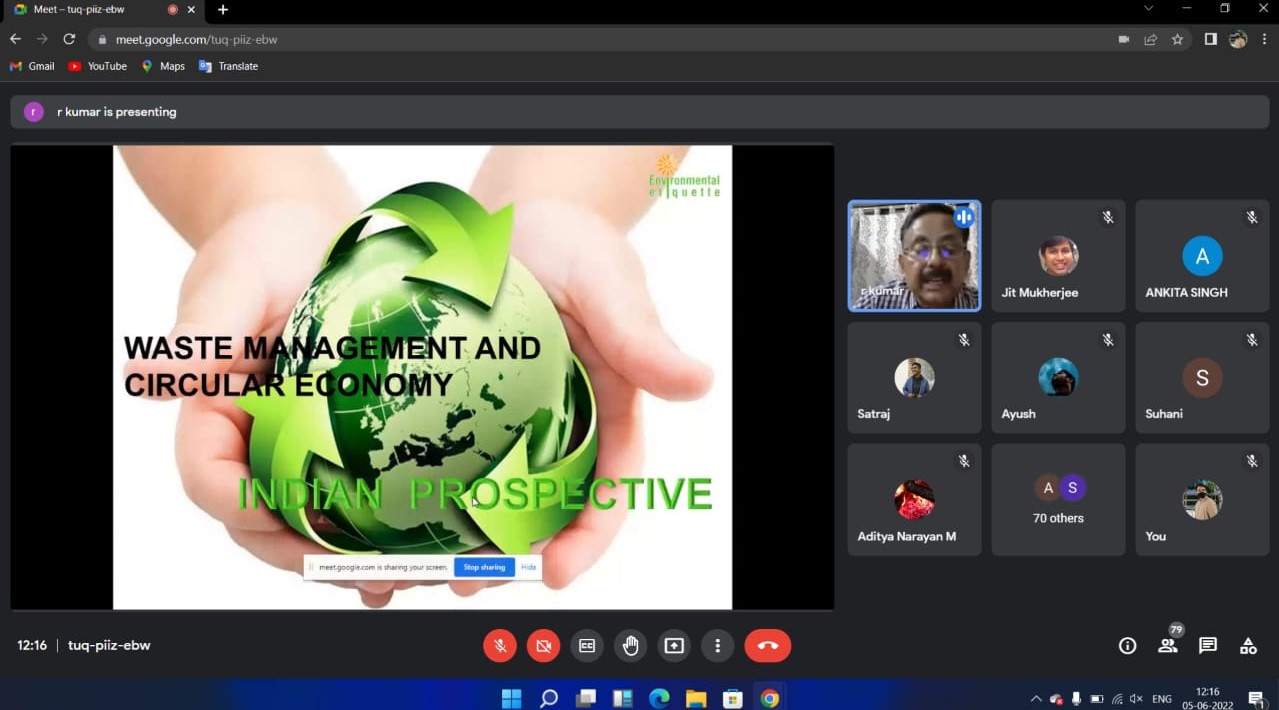 Meet – tuq-piiz-ebw
meet.google.com/tuq-piiz-ebw
Gmail
YouTube
Maps
Translate
r
r kumar is presenting
Environmental
etiquette
WASTE MANAGEMENT AND
CIRCULAR ECONOMY
INDIAN PROSPECTIVE
meet.google.com is sharing your screen.
Stop sharing
Hide
r kumar
Jit Mukherjee
A
ANKITA SINGH
Satraj
Ayush
S
Suhani
Aditya Narayan M
A S
70 others
You
12:16 | tuq-piiz-ebw
CC
79
ENG
12:16
05-06-2022
1